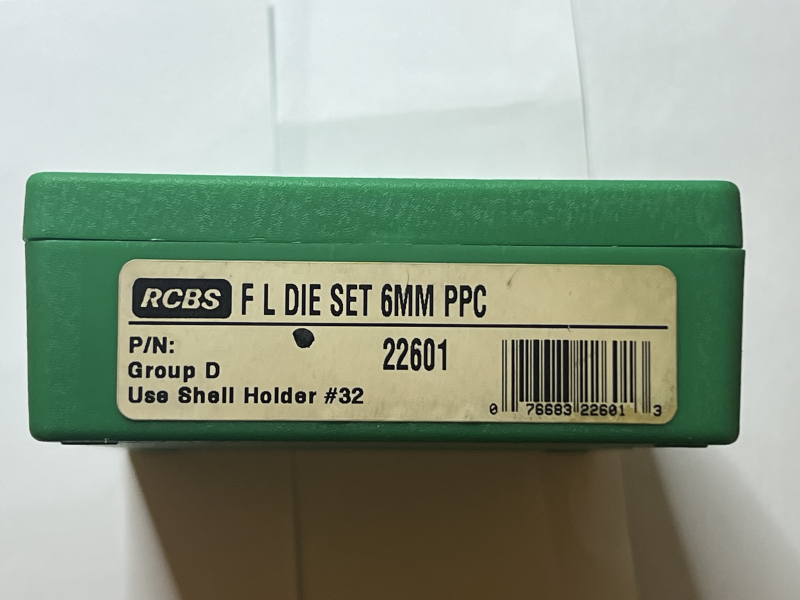 RCBS F L DIE SET 6MM PPC
P/N: 22601
Group D
Use Shell Holder #32
0 76683 22601 3